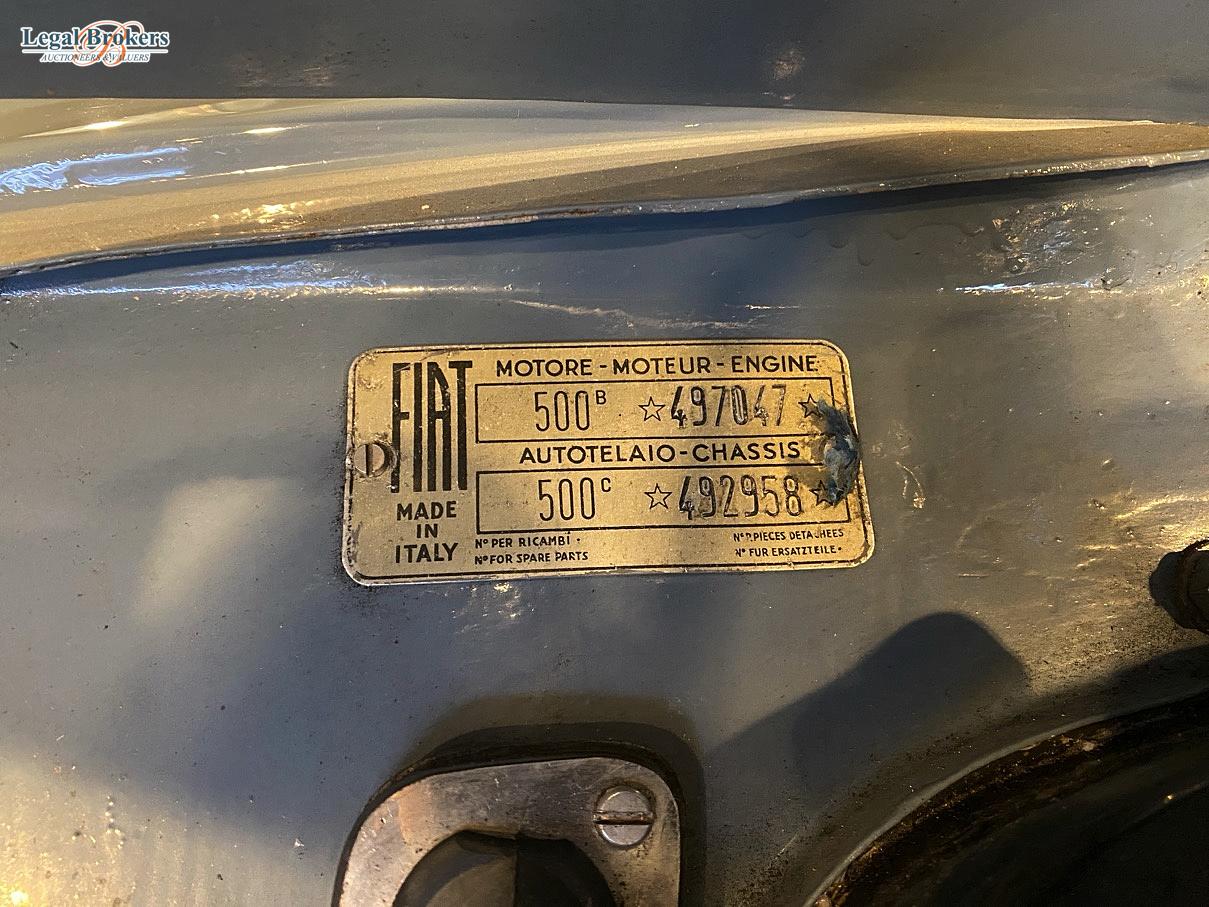 Legal Brokers
AUCTIONEERS & VALUERS
FIAT
MADE
IN
ITALY
MOTORE - MOTEUR - ENGINE
500B ☆497047☆
AUTOTELAIO - CHASSIS
500C ☆492958☆
Nº PER RICAMBI · Nº P. PIECES DETACHEES
Nº FOR SPARE PARTS Nº FUR ERSATZTEILE ·